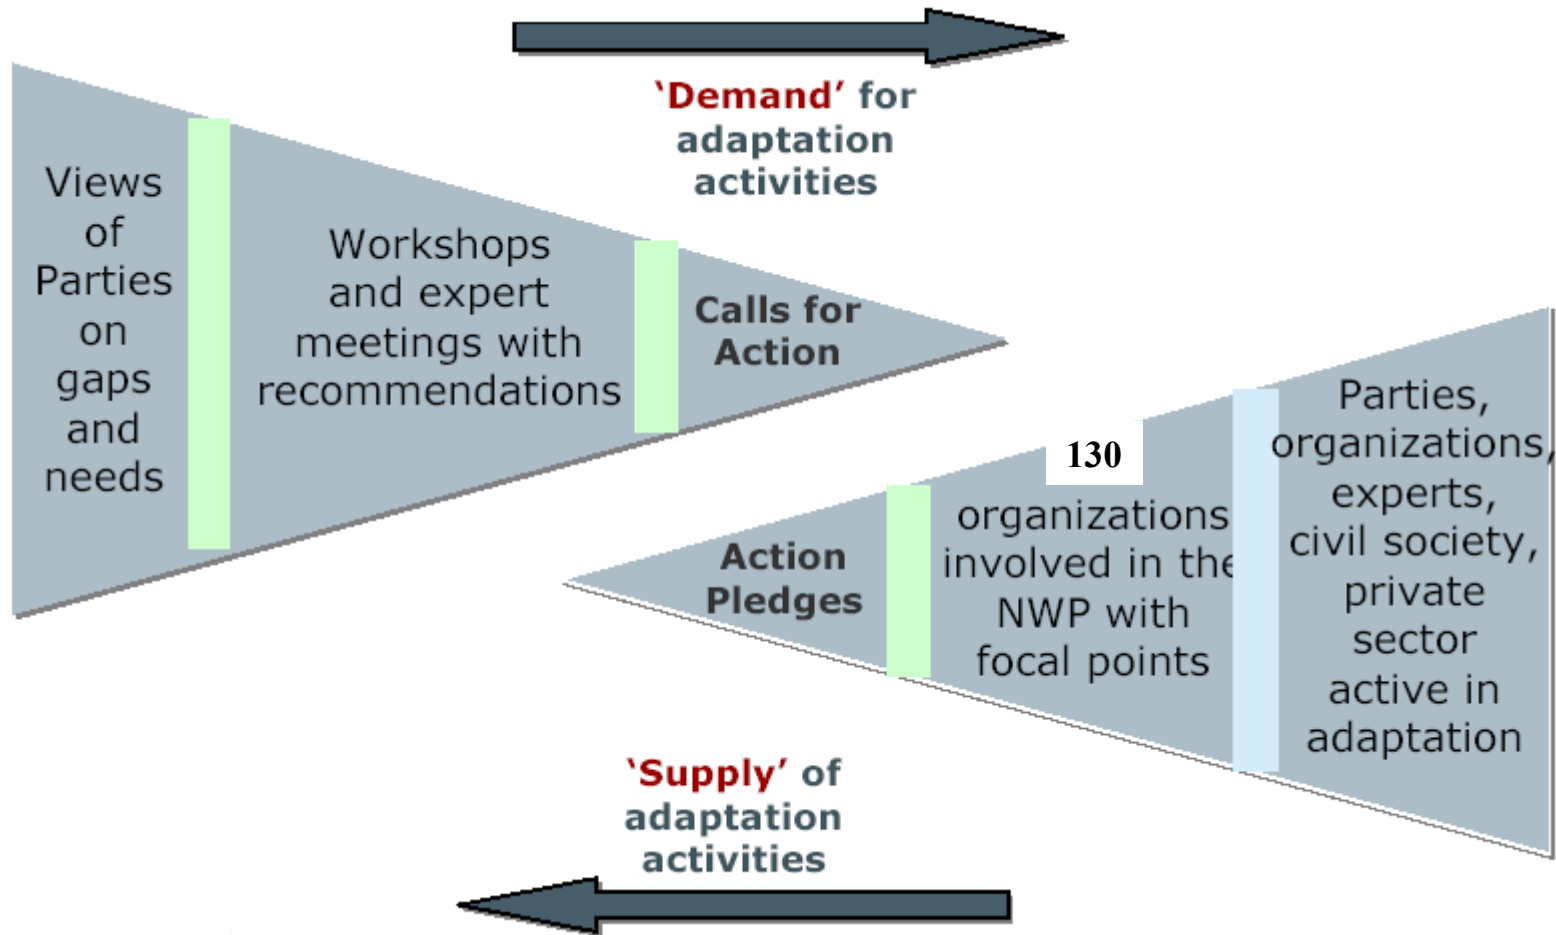 ‘Demand’ for
adaptation
activities
Views
of
Parties
on
gaps
and
needs
Workshops
and expert
meetings with
recommendations
Calls for
Action
Action
Pledges
130
organizations
involved in the
NWP with
focal points
Parties,
organizations,
experts,
civil society,
private
sector
active in
adaptation
‘Supply’ of
adaptation
activities